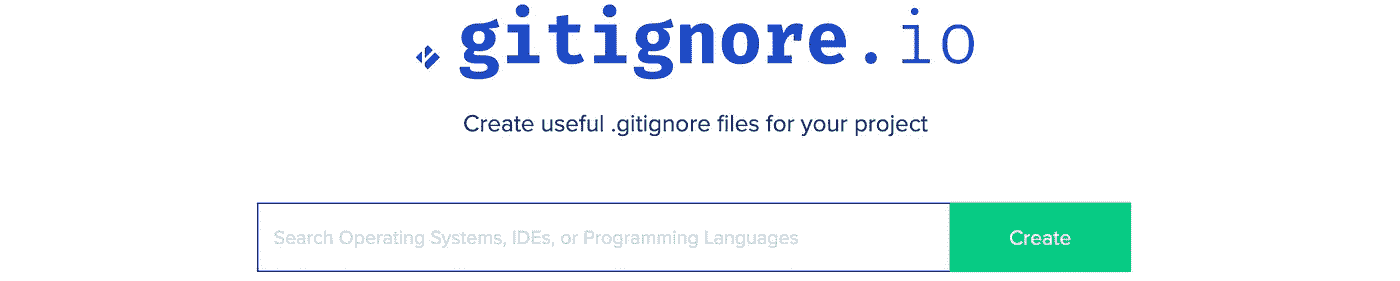 gitignore.io
Create useful .gitignore files for your project
Search Operating Systems, IDEs, or Programming Languages
Create